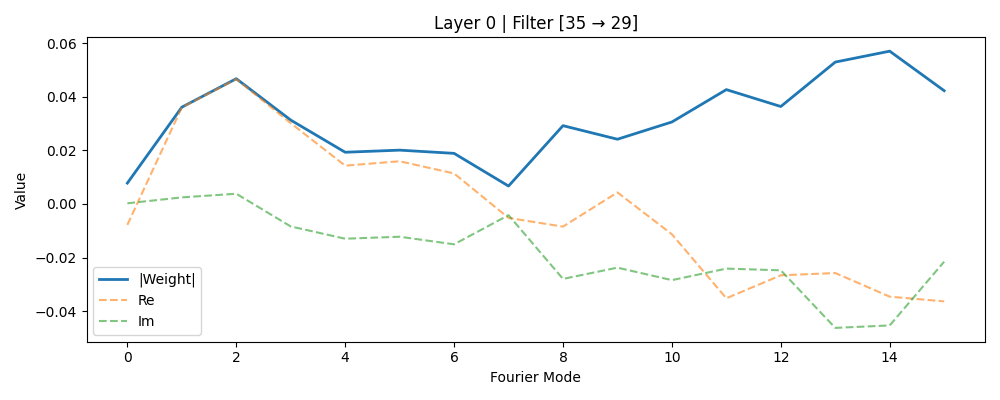 Layer 0 | Filter [35 → 29]
Value
0.06
0.04
0.02
0.00
−0.02
−0.04
|Weight|
Re
Im
0 2 4 6 8 10 12 14
Fourier Mode